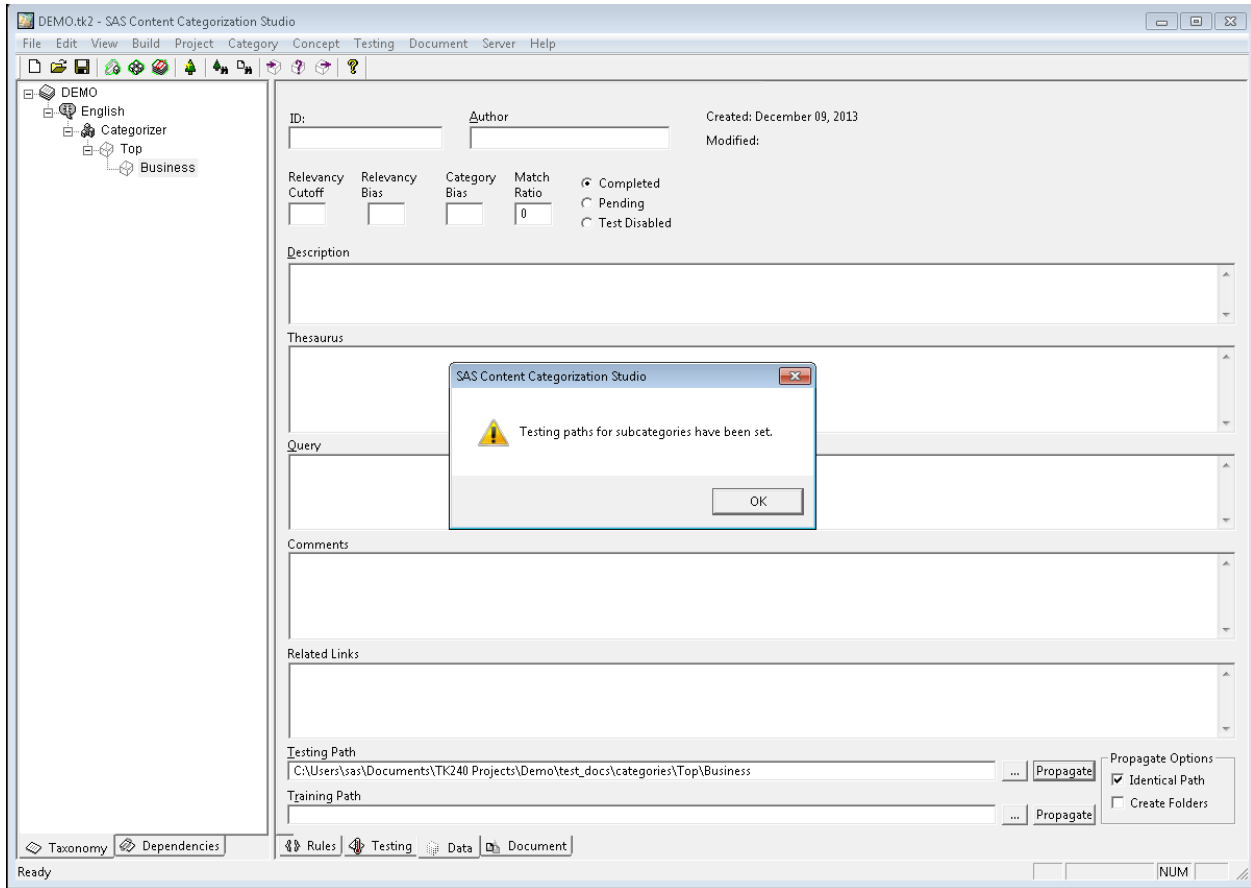 DEMO.tk2 - SAS Content Categorization Studio
File Edit View Build Project Category Concept Testing Document Server Help
DEMO
English
Categorizer
Top
Business
ID:
Author
Created: December 09, 2013
Modified:
Relevancy Cutoff
Relevancy Bias
Category Bias
Match Ratio
0
Completed
Pending
Test Disabled
Description
Thesaurus
SAS Content Categorization Studio
Testing paths for subcategories have been set.
OK
Query
Comments
Related Links
Testing Path
C:\Users\sas\Documents\TK240 Projects\Demo\test_docs\categories\Top\Business
... Propagate
Propagate Options
Identical Path
Create Folders
Training Path
... Propagate
Taxonomy Dependencies
Rules Testing Data Document
Ready
NUM